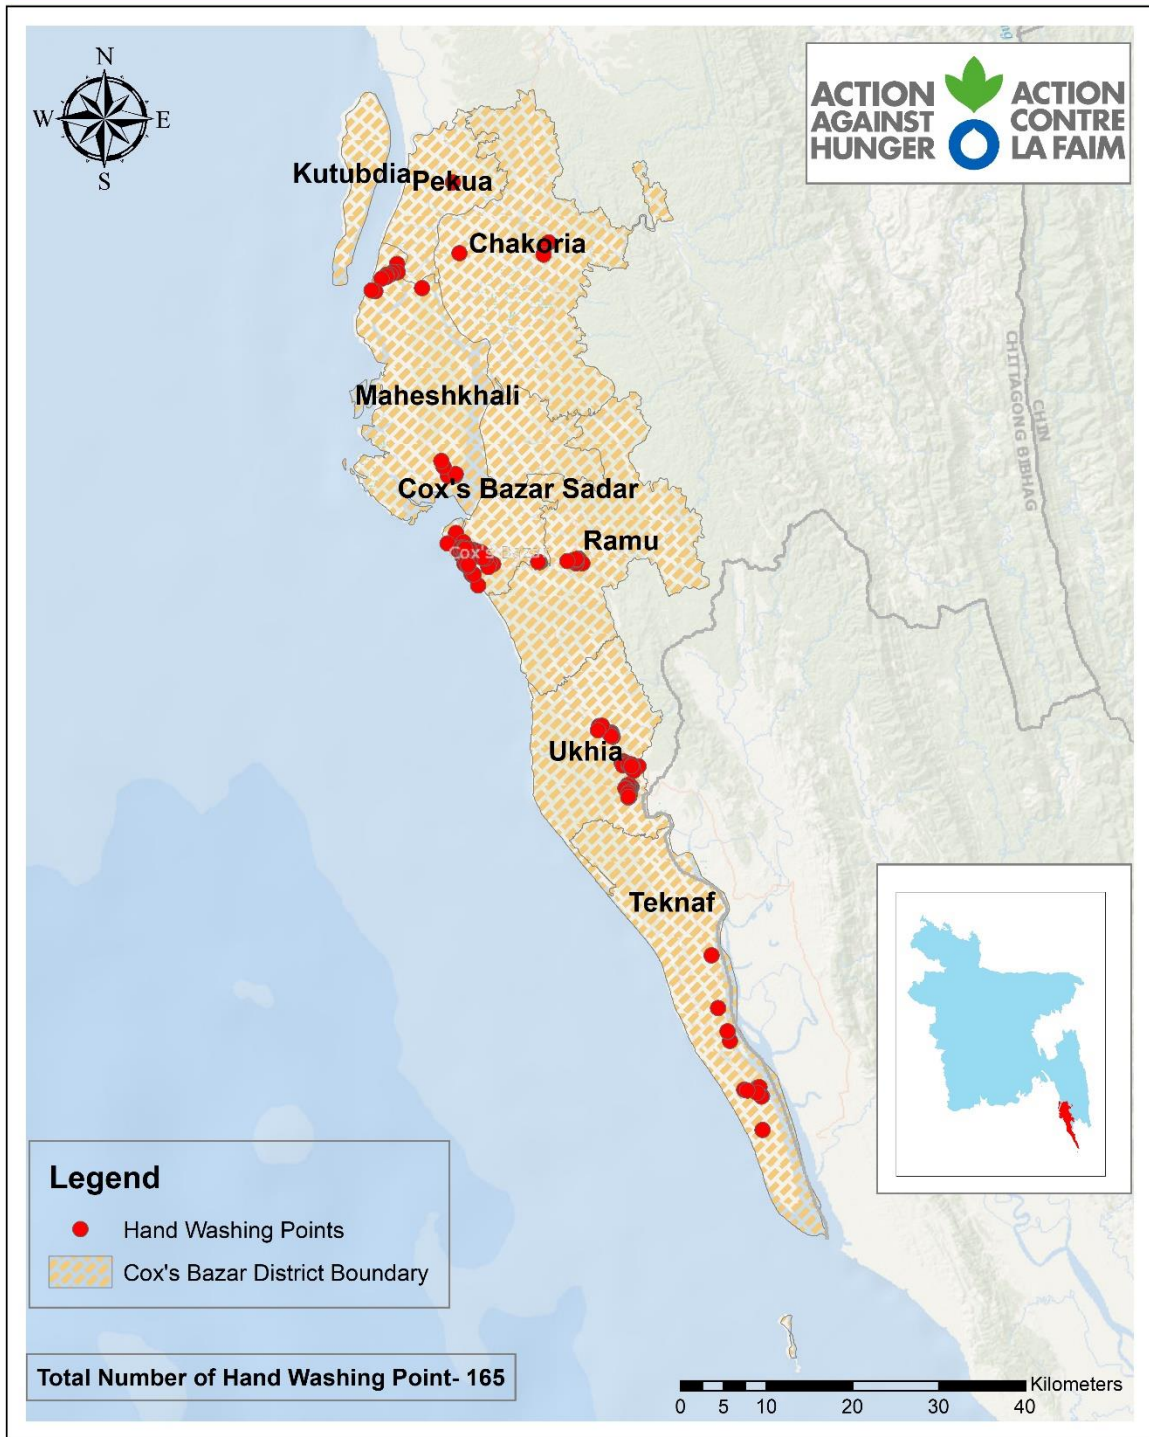 N
W E
S
ACTION
AGAINST
HUNGER
ACTION
CONTRE
LA FAIM
Kutubdia
Pekua
Chakoria
CHITTAGONG BIBHAG
CHIN
Maheshkhali
Cox's Bazar Sadar
Ramu
Ukhia
Teknaf
Legend
Hand Washing Points
Cox's Bazar District Boundary
Total Number of Hand Washing Point- 165
Kilometers
0 5 10 20 30 40